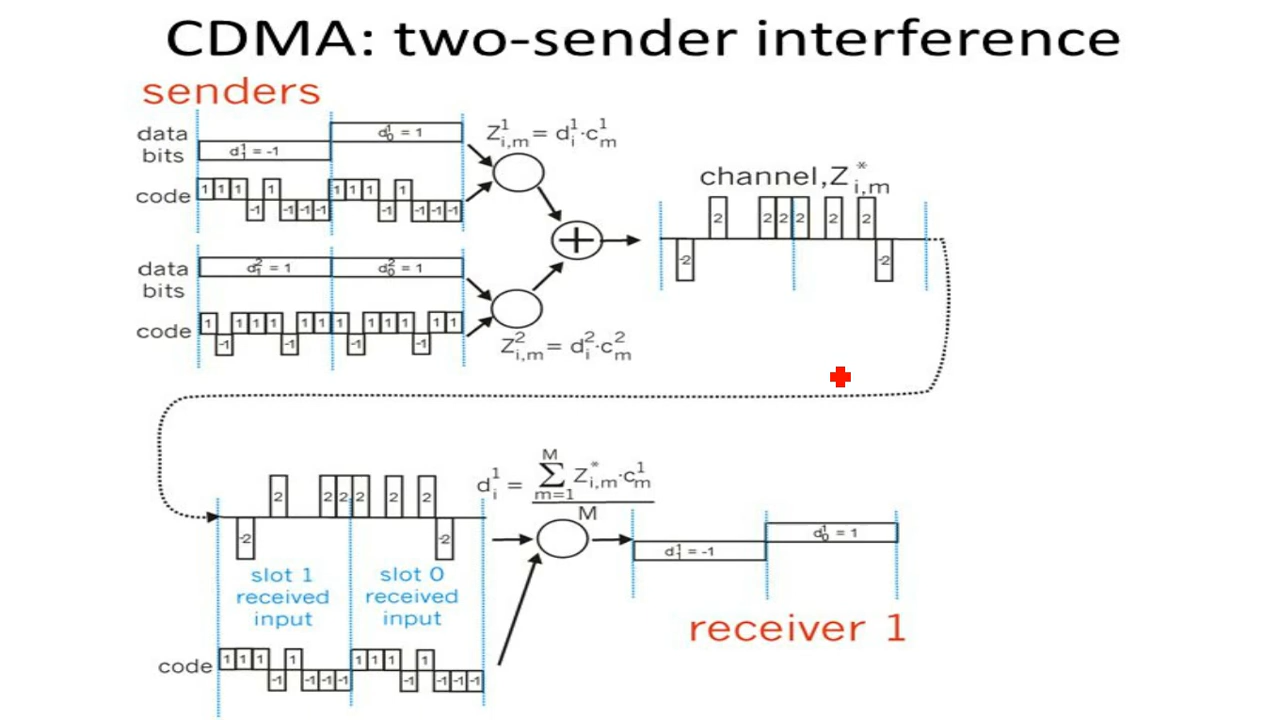 CDMA: two-sender interference
senders
data bits
d₁¹ = -1
d₀¹ = 1
Z¹i,m = d¹i·c¹m
code
1 1 1 -1 1 -1 -1 -1 1 1 1 -1 1 -1 -1 -1
channel, Z*i,m
2 2 2 2 2 2
-2 -2
data bits
d₁² = 1
d₀² = 1
code
1 -1 1 1 1 -1 1 1 1 -1 1 1 1 -1 1 1
Z²i,m = d²i·c²m
+
2 2 2 2 2 2
-2 -2
d¹i = M Σ m=1 Z*i,m·c¹m
M
slot 1
received
input
slot 0
received
input
d₁¹ = -1
d₀¹ = 1
receiver 1
code
1 1 1 -1 1 -1 -1 -1 1 1 1 -1 1 -1 -1 -1